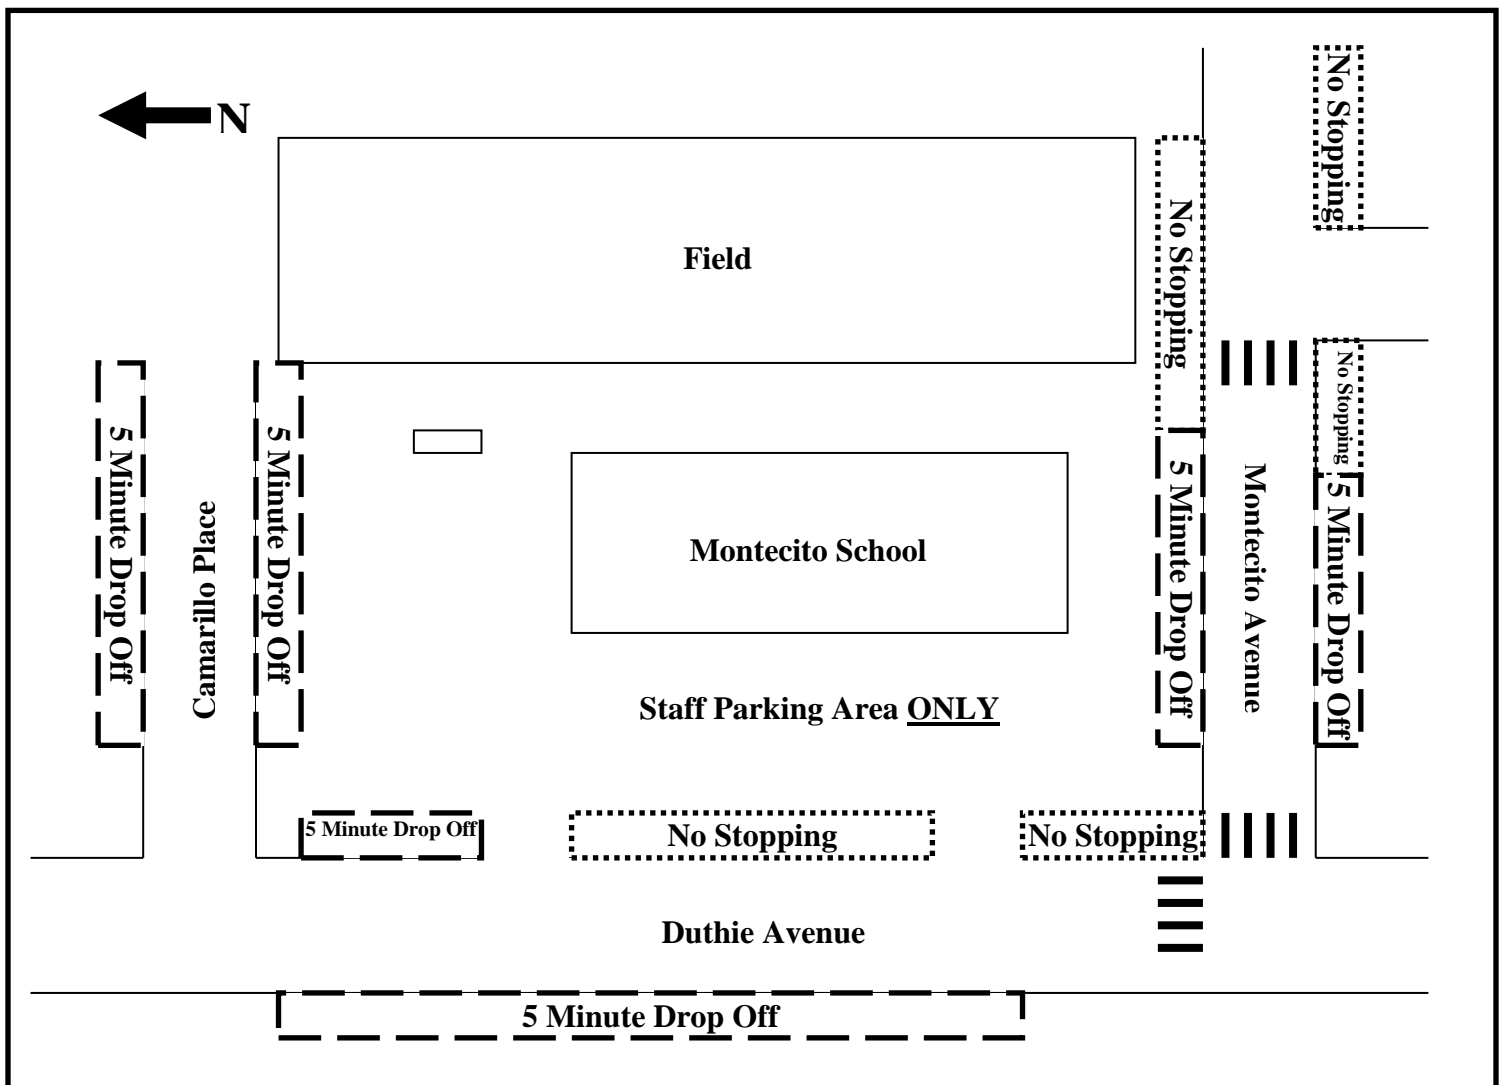 No Stopping
N
No Stopping
Field
No Stopping
5 Minute Drop Off
Camarillo Place
5 Minute Drop Off
Montecito School
5 Minute Drop Off
Montecito Avenue
5 Minute Drop Off
Staff Parking Area ONLY
5 Minute Drop Off
No Stopping
No Stopping
Duthie Avenue
5 Minute Drop Off